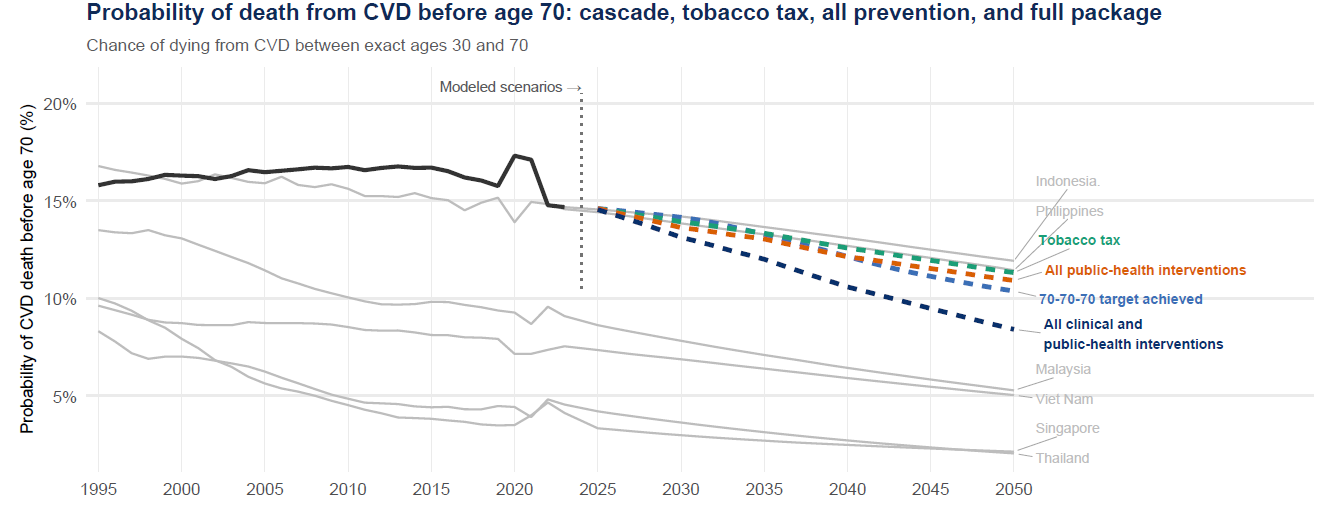 Probability of death from CVD before age 70: cascade, tobacco tax, all prevention, and full package
Chance of dying from CVD between exact ages 30 and 70
Modeled scenarios →
Probability of CVD death before age 70 (%)
20%
15%
10%
5%
Indonesia
Philippines
Tobacco tax
All public-health interventions
70-70-70 target achieved
All clinical and
public-health interventions
Malaysia
Viet Nam
Singapore
Thailand
1995 2000 2005 2010 2015 2020 2025 2030 2035 2040 2045 2050